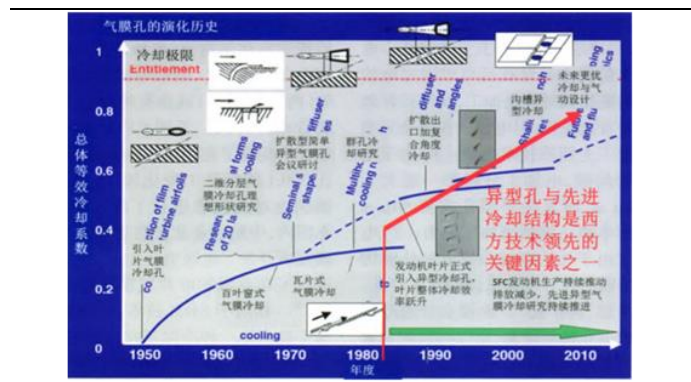 气膜孔的演化历史
1
冷却极限
Entitlement
0.8
0.6
0.4
0.2
0
总体等效冷却系数
引入叶
片气膜
冷却孔
二维分层气
膜冷却孔理
想形状研究
扩散型简单
异型气膜孔
会议研讨
群孔冷
却研究
扩散出
口加复
合角度
冷却
沟槽异
型冷却
未来更优
冷却与气
动设计
百叶窗式
气膜冷却
瓦片式
气膜冷却
发动机叶片正式
引入异型冷却孔，
叶片整体冷却效
率跃升
异型孔与先进
冷却结构是西
方技术领先的
关键因素之一
SFC发动机生产持续推动
排放减少，先进异型气
膜冷却研究持续推进
cooling
1950
1960
1970
1980
1990
2000
2010
年度